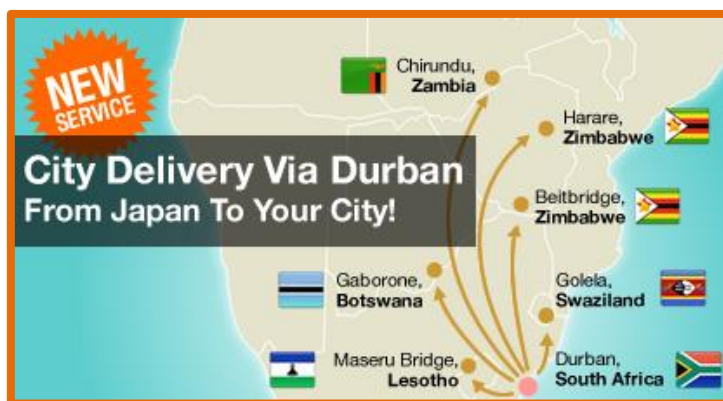 NEW
SERVICE
City Delivery Via Durban
From Japan To Your City!
Chirundu,
Zambia
Harare,
Zimbabwe
Beitbridge,
Zimbabwe
Gaborone,
Botswana
Golela,
Swaziland
Maseru Bridge,
Lesotho
Durban,
South Africa